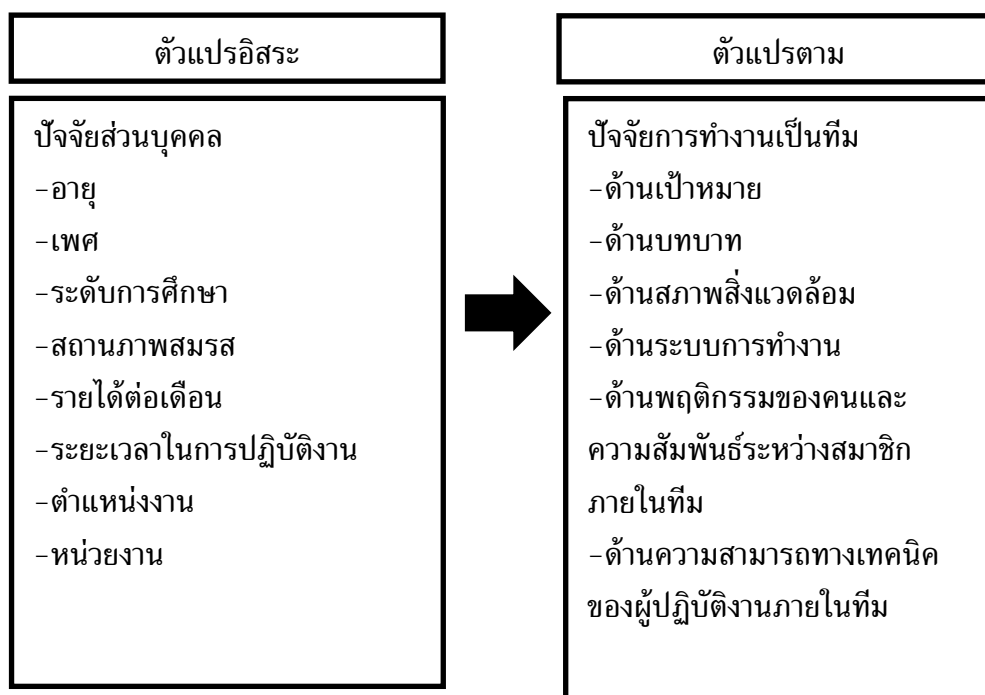 ตัวแปรอิสระ
ปัจจัยส่วนบุคคล
-อายุ
-เพศ
-ระดับการศึกษา
-สถานภาพสมรส
-รายได้ต่อเดือน
-ระยะเวลาในการปฏิบัติงาน
-ตำแหน่งงาน
-หน่วยงาน
ตัวแปรตาม
ปัจจัยการทำงานเป็นทีม
-ด้านเป้าหมาย
-ด้านบทบาท
-ด้านสภาพสิ่งแวดล้อม
-ด้านระบบการทำงาน
-ด้านพฤติกรรมของคนและ
ความสัมพันธ์ระหว่างสมาชิก
ภายในทีม
-ด้านความสามารถทางเทคนิค
ของผู้ปฏิบัติงานภายในทีม